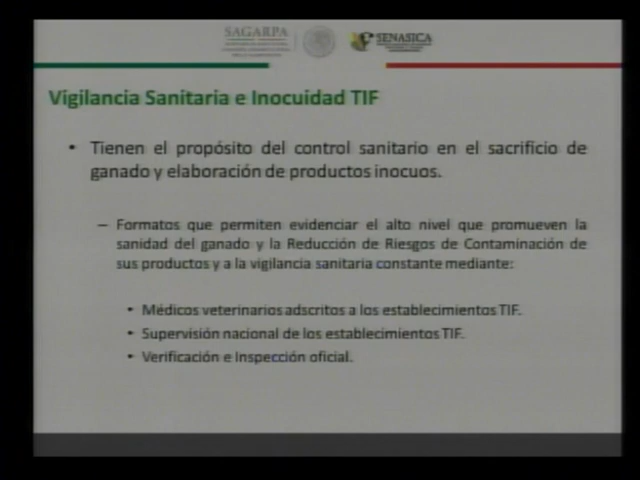 SAGARPA
SENASICA
Vigilancia Sanitaria e Inocuidad TIF
• Tienen el propósito del control sanitario en el sacrificio de
ganado y elaboración de productos inocuos.
– Formatos que permiten evidenciar el alto nivel que promueven la
sanidad del ganado y la Reducción de Riesgos de Contaminación de
sus productos y a la vigilancia sanitaria constante mediante:
• Médicos veterinarios adscritos a los establecimientos TIF.
• Supervisión nacional de los establecimientos TIF.
• Verificación e Inspección oficial.